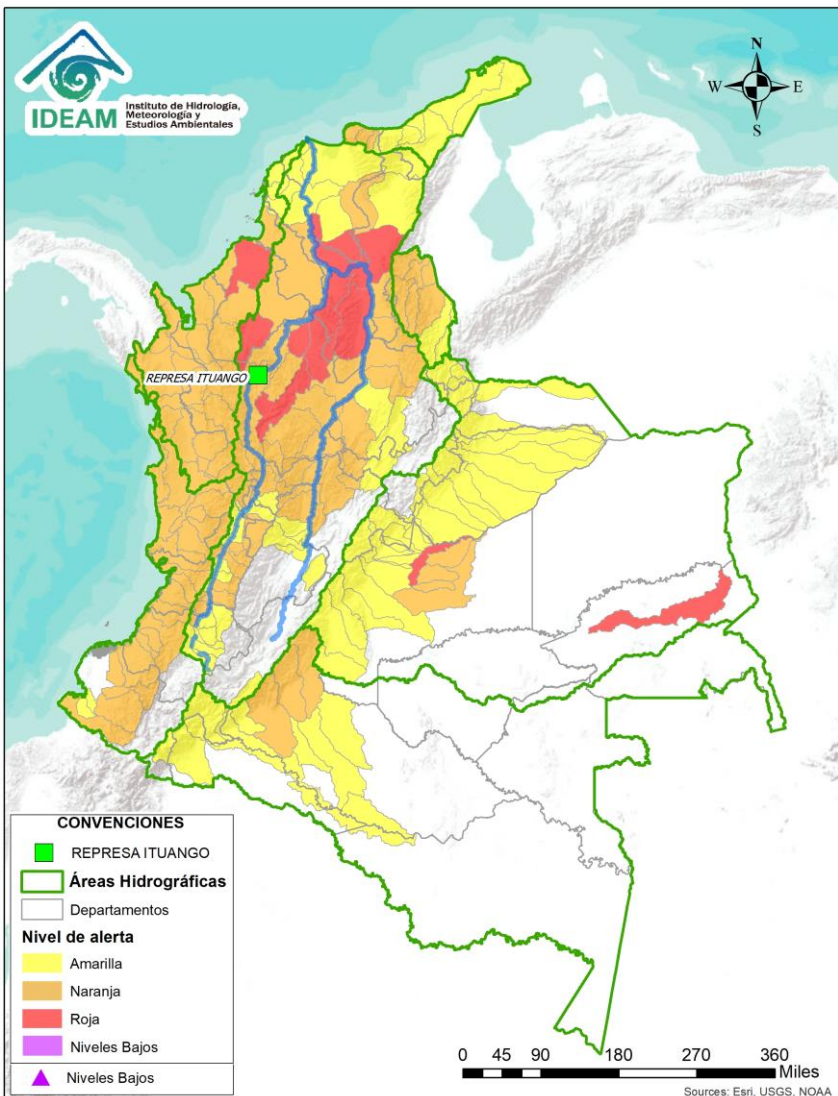 IDEAM
Instituto de Hidrología,
Meteorología y
Estudios Ambientales
N
W
E
S
REPRESA ITUANGO
CONVENCIONES
REPRESA ITUANGO
Áreas Hidrográficas
Departamentos
Nivel de alerta
Amarilla
Naranja
Roja
Niveles Bajos
Niveles Bajos
0 45 90 180 270 360
Miles
Sources: Esri, USGS, NOAA